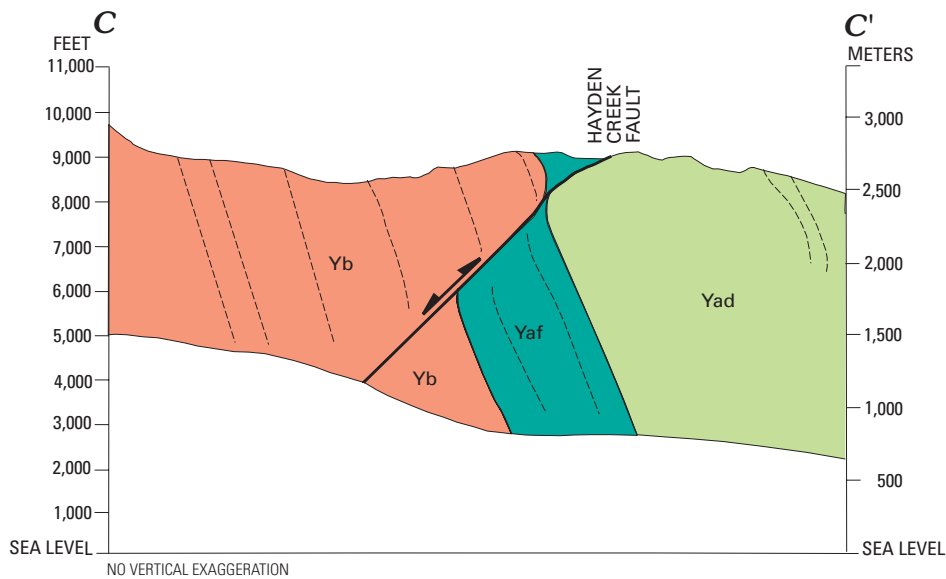 C
C'
FEET
METERS
11,000
10,000
9,000
8,000
7,000
6,000
5,000
4,000
3,000
2,000
1,000
SEA LEVEL
HAYDEN
CREEK
FAULT
Yb
Yb
Yaf
Yad
3,000
2,500
2,000
1,500
1,000
500
SEA LEVEL
NO VERTICAL EXAGGERATION